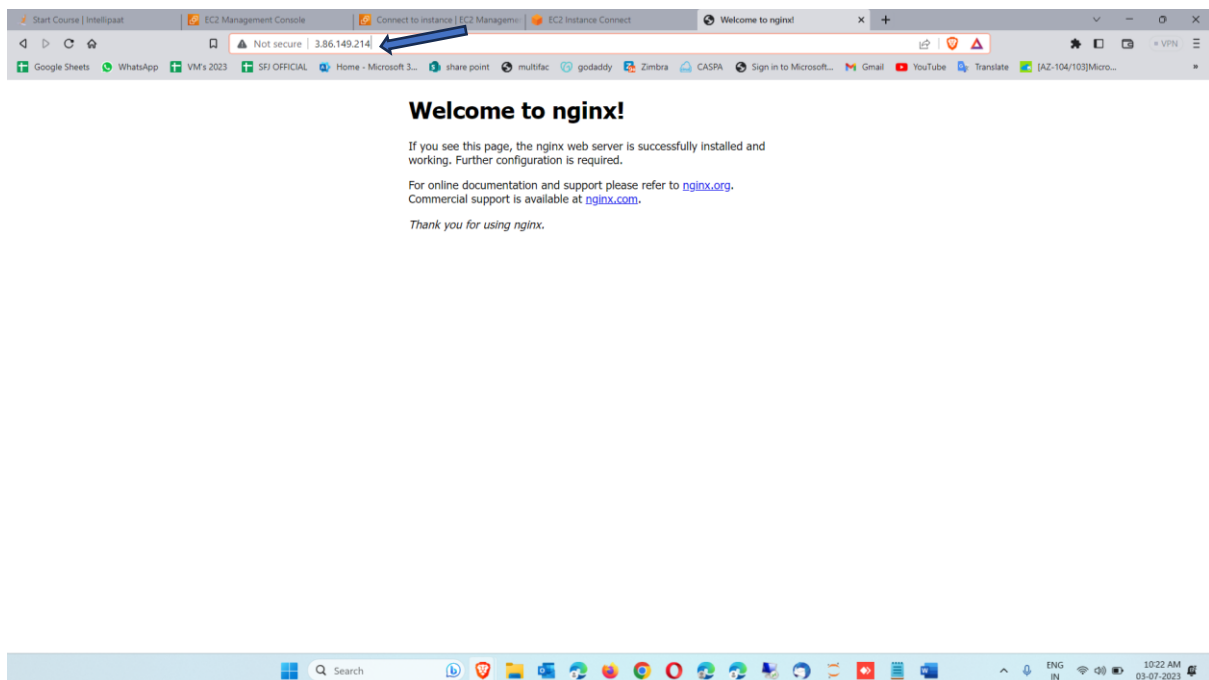 Start Course | Intellipaat
EC2 Management Console
Connect to instance | EC2 Manageme
EC2 Instance Connect
Welcome to nginx!
Not secure
3.86.149.214
VPN
Google Sheets
WhatsApp
VM's 2023
SFJ OFFICIAL
Home - Microsoft 3...
share point
multifac
godaddy
Zimbra
CASPA
Sign in to Microsoft...
Gmail
YouTube
Translate
[AZ-104/103]Micro...
Welcome to nginx!
If you see this page, the nginx web server is successfully installed and
working. Further configuration is required.
For online documentation and support please refer to nginx.org.
Commercial support is available at nginx.com.
Thank you for using nginx.
Search
ENG
IN
10:22 AM
03-07-2023